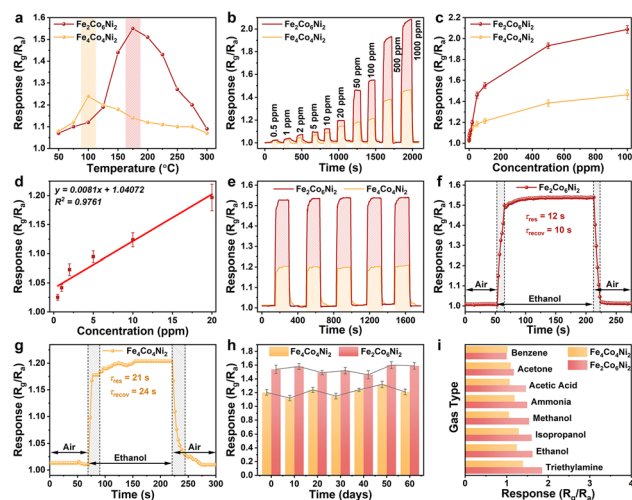 a
Fe2Co6Ni2
Fe4Co4Ni2
Response (Rg/Ra)
1.6
1.5
1.4
1.3
1.2
1.1
1.0
50 100 150 200 250 300
Temperature (°C)
b
Fe2Co6Ni2
Fe4Co4Ni2
Response (Rg/Ra)
2.0
1.8
1.6
1.4
1.2
1.0
0.5 ppm
1 ppm
2 ppm
5 ppm
10 ppm
20 ppm
50 ppm
100 ppm
500 ppm
1000 ppm
0 500 1000 1500 2000
Time (s)
c
Fe2Co6Ni2
Fe4Co4Ni2
Response (Rg/Ra)
2.2
2.0
1.8
1.6
1.4
1.2
1.0
0 200 400 600 800 1000
Concentration (ppm)
d
y = 0.0081x + 1.04072
R² = 0.9761
Response (Rg/Ra)
1.20
1.15
1.10
1.05
1.00
0 5 10 15 20
Concentration (ppm)
e
Fe2Co6Ni2 Fe4Co4Ni2
Response (Rg/Ra)
1.6
1.5
1.4
1.3
1.2
1.1
1.0
0 400 800 1200 1600
Time (s)
f
Fe2Co6Ni2
Response (Rg/Ra)
1.6
1.5
1.4
1.3
1.2
1.1
1.0
τres = 12 s
τrecov = 10 s
Air
Ethanol
Air
0 50 100 150 200 250
Time (s)
g
Fe4Co4Ni2
Response (Rg/Ra)
1.20
1.15
1.10
1.05
1.00
τres = 21 s
τrecov = 24 s
Air
Ethanol
Air
0 50 100 150 200 250 300
Time (s)
h
Fe4Co4Ni2 Fe2Co6Ni2
Response (Rg/Ra)
1.8
1.6
1.4
1.2
1.0
0.8
0.6
0.4
0 10 20 30 40 50 60
Time (days)
i
Fe4Co4Ni2
Fe2Co6Ni2
Gas Type
Benzene
Acetone
Acetic Acid
Ammonia
Methanol
Isopropanol
Ethanol
Triethylamine
0 1 2 3 4
Response (Rg/Ra)